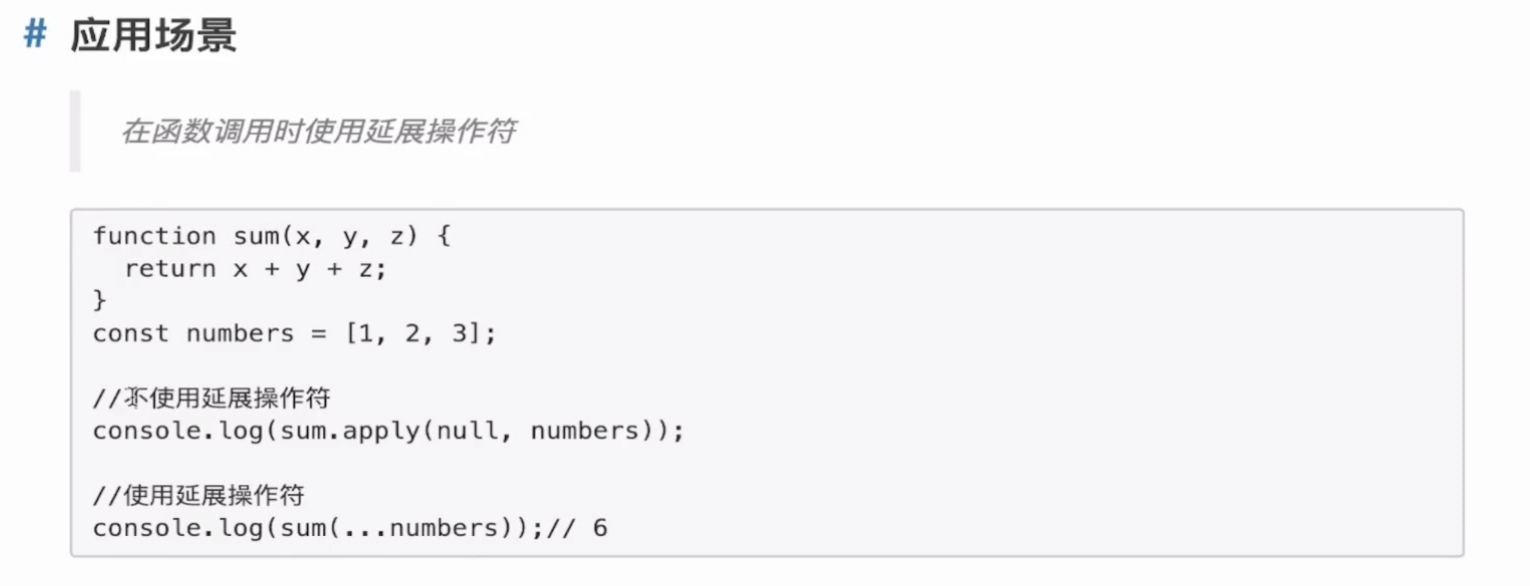 # 应用场景
在函数调用时使用延展操作符
function sum(x, y, z) {
  return x + y + z;
}
const numbers = [1, 2, 3];
//不使用延展操作符
console.log(sum.apply(null, numbers));
//使用延展操作符
console.log(sum(...numbers));// 6